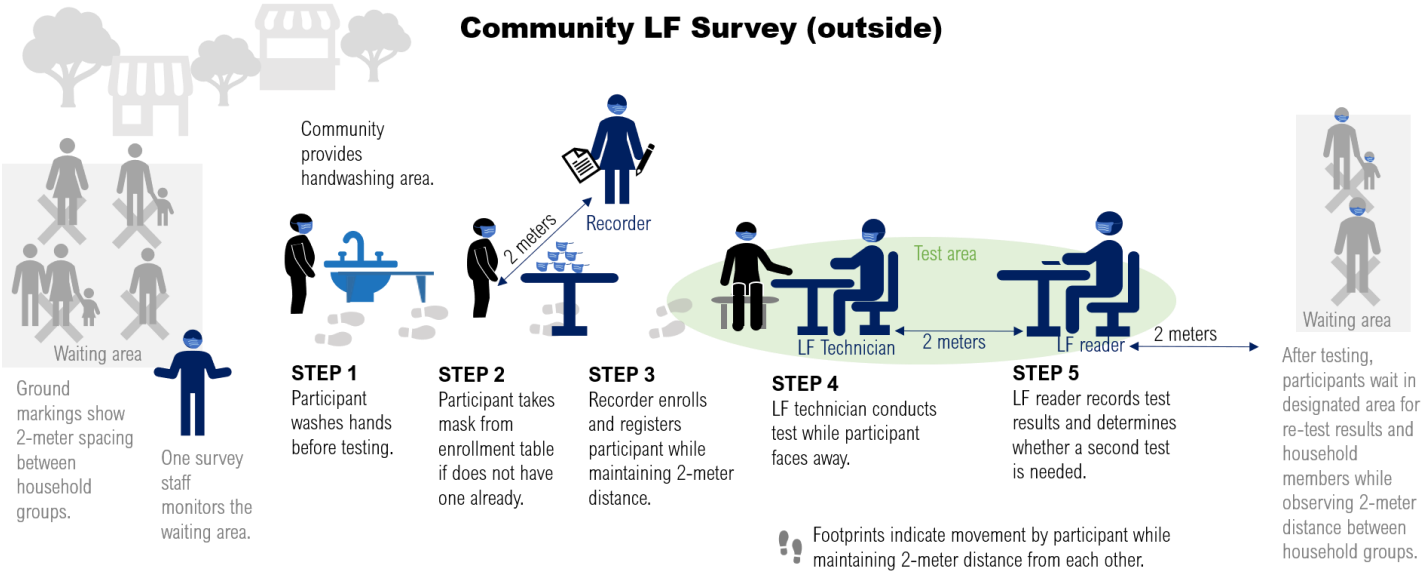 Community LF Survey (outside)
Community
provides
handwashing area.
Recorder
2 meters
Test area
Waiting area
LF Technician
2 meters
LF reader
2 meters
Waiting area
Ground
markings show
2-meter spacing
between
household
groups.
One survey
staff
monitors the
waiting area.
STEP 1
Participant
washes hands
before testing.
STEP 2
Participant takes
mask from
enrollment table
if does not have
one already.
STEP 3
Recorder enrolls
and registers
participant while
maintaining 2-meter
distance.
STEP 4
LF technician conducts
test while participant
faces away.
STEP 5
LF reader records test
results and determines
whether a second test
is needed.
After testing,
participants wait in
designated area for
re-test results and
household
members while
observing 2-meter
distance between
household groups.
Footprints indicate movement by participant while
maintaining 2-meter distance from each other.